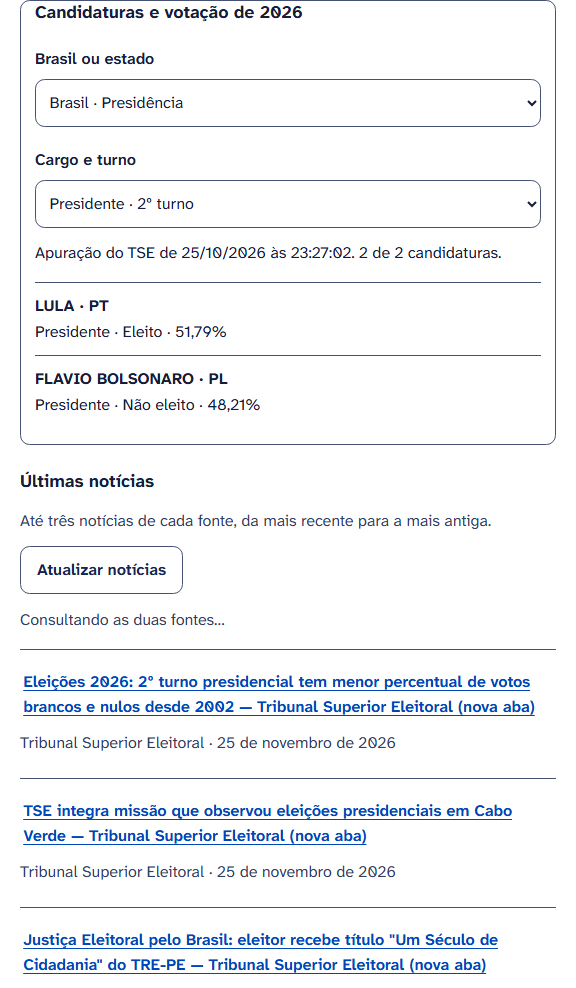 Candidaturas e votação de 2026
Brasil ou estado
Brasil · Presidência
Cargo e turno
Presidente · 2º turno
Apuração do TSE de 25/10/2026 às 23:27:02. 2 de 2 candidaturas.
LULA · PT
Presidente · Eleito · 51,79%
FLAVIO BOLSONARO · PL
Presidente · Não eleito · 48,21%
Últimas notícias
Até três notícias de cada fonte, da mais recente para a mais antiga.
Atualizar notícias
Consultando as duas fontes...
Eleições 2026: 2º turno presidencial tem menor percentual de votos
brancos e nulos desde 2002 — Tribunal Superior Eleitoral (nova aba)
Tribunal Superior Eleitoral · 25 de novembro de 2026
TSE integra missão que observou eleições presidenciais em Cabo
Verde — Tribunal Superior Eleitoral (nova aba)
Tribunal Superior Eleitoral · 25 de novembro de 2026
Justiça Eleitoral pelo Brasil: eleitor recebe título "Um Século de
Cidadania" do TRE-PE — Tribunal Superior Eleitoral (nova aba)